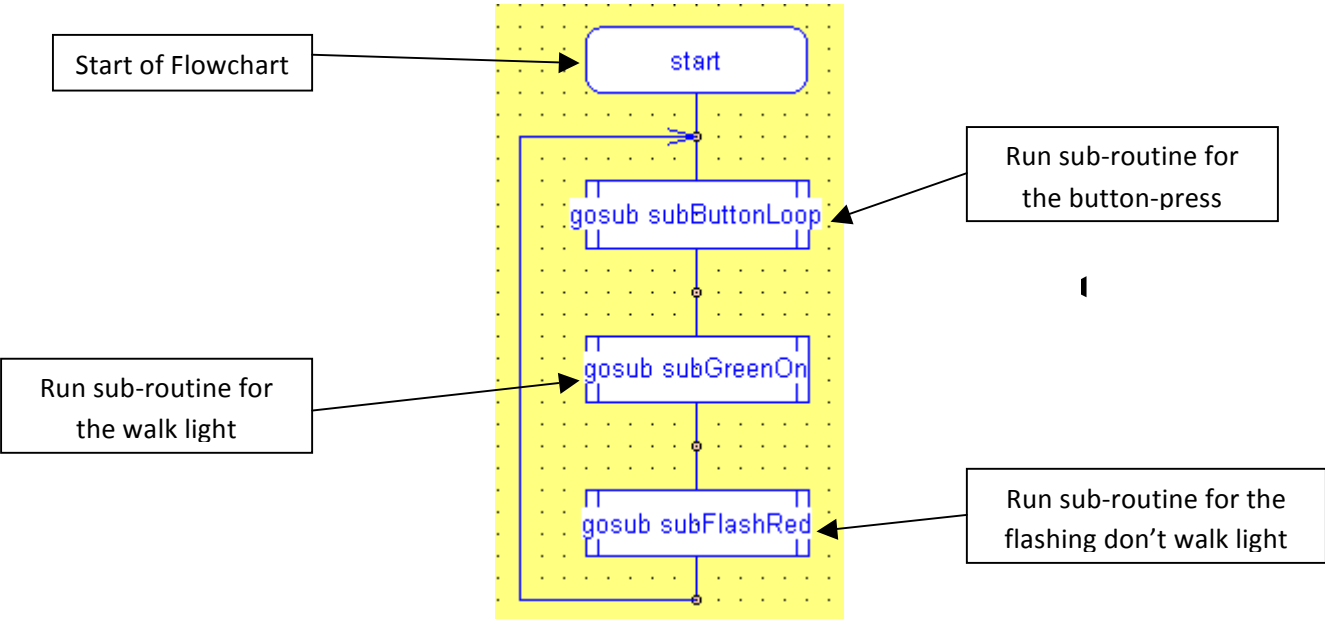 Start of Flowchart
start
Run sub-routine for
the button-press
gosub subButtonLoop
gosub subGreenOn
Run sub-routine for
the walk light
gosub subFlashRed
Run sub-routine for the
flashing don’t walk light